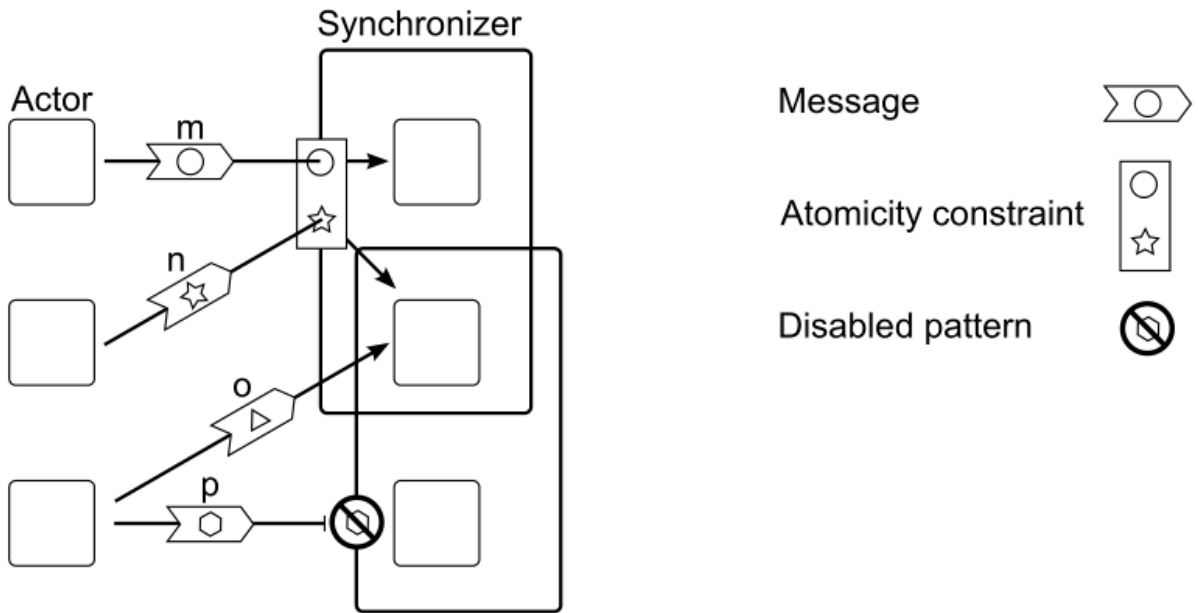 Synchronizer
Actor
m
n
o
p
Message
Atomicity constraint
Disabled pattern